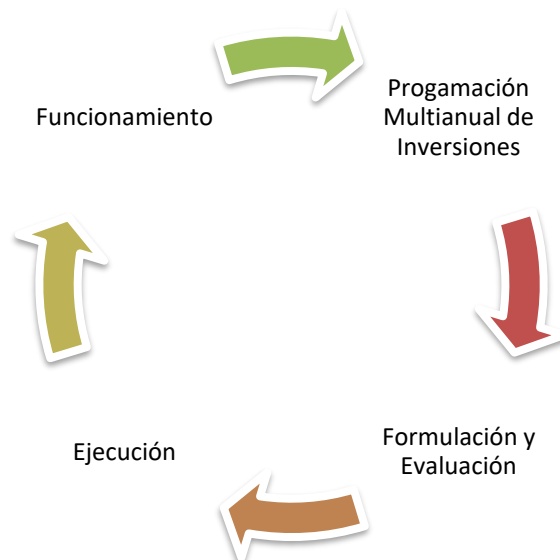 Funcionamiento
Progamación
Multianual de
Inversiones
Ejecución
Formulación y
Evaluación